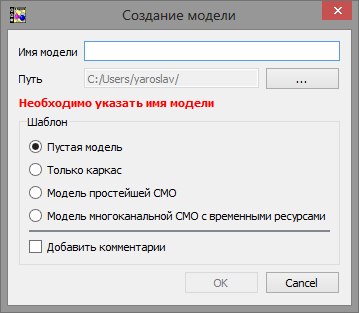 Создание модели
Имя модели
Путь C:/Users/yaroslav/ ...
Необходимо указать имя модели
Шаблон
Пустая модель
Только каркас
Модель простейшей СМО
Модель многоканальной СМО с временными ресурсами
Добавить комментарии
OK Cancel